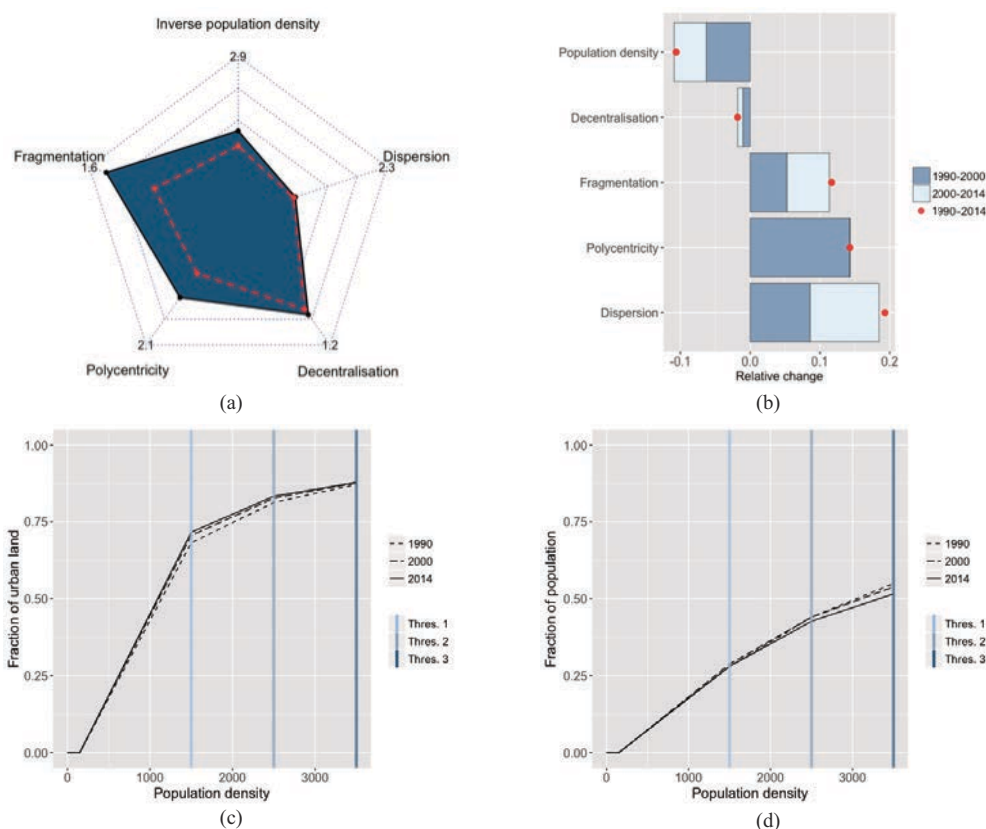 Inverse population density
2.9
Fragmentation
1.6
Dispersion
2.3
2.1
1.2
Polycentricity
Decentralisation
(a)
Population density
Decentralisation
Fragmentation
Polycentricity
Dispersion
-0.1
0.0
0.1
0.2
Relative change
1990-2000
2000-2014
1990-2014
(b)
1.00
0.75
0.50
0.25
0.00
Fraction of urban land
0
1000
2000
3000
Population density
1990
2000
2014
Thres. 1
Thres. 2
Thres. 3
(c)
1.00
0.75
0.50
0.25
0.00
Fraction of population
0
1000
2000
3000
Population density
1990
2000
2014
Thres. 1
Thres. 2
Thres. 3
(d)